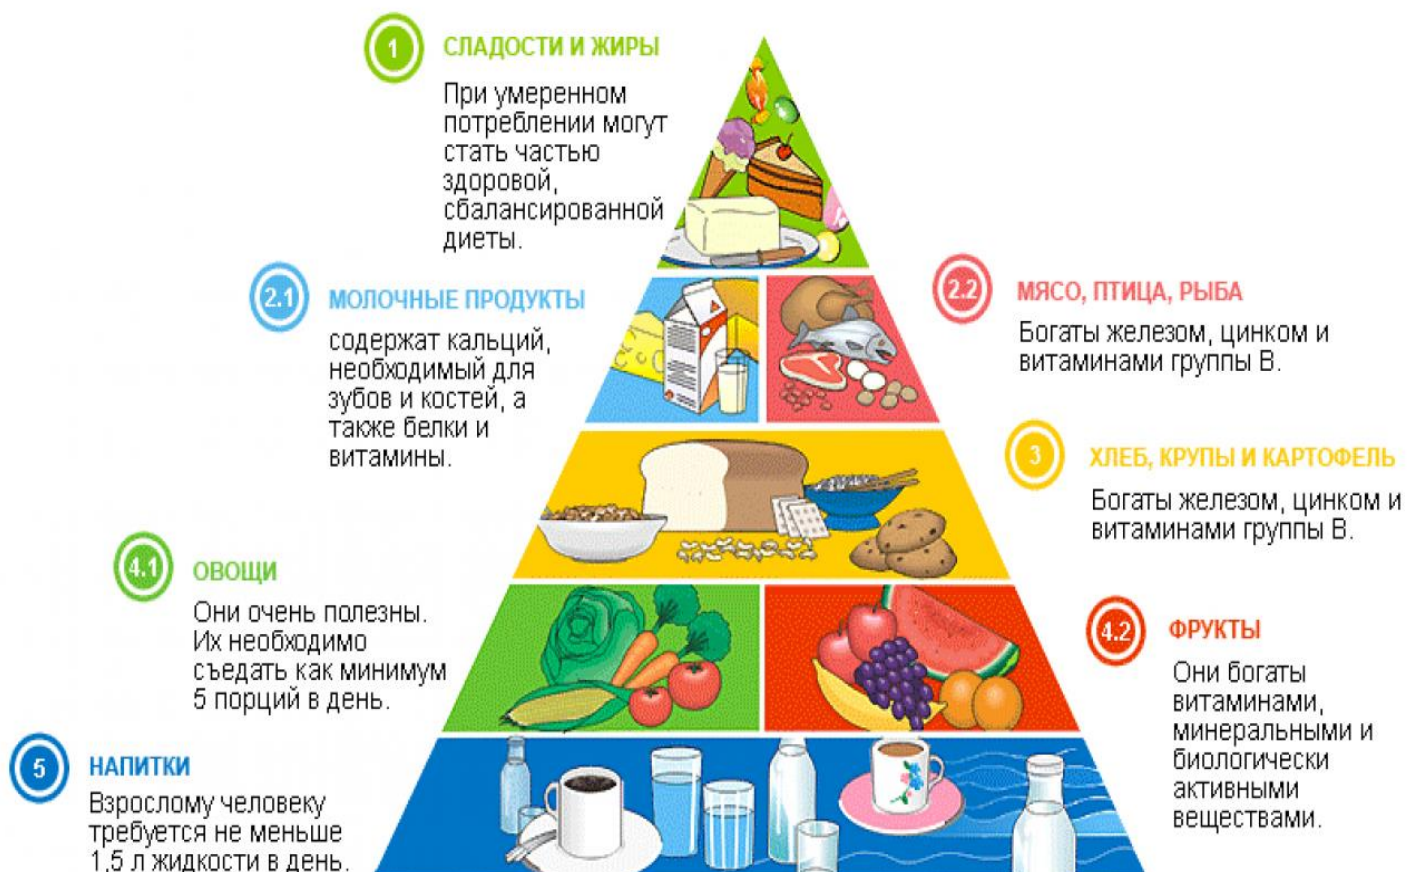 1
СЛАДОСТИ И ЖИРЫ
При умеренном
потреблении могут
стать частью
здоровой,
сбалансированной
диеты.
2.1
МОЛОЧНЫЕ ПРОДУКТЫ
содержат кальций,
необходимый для
зубов и костей, а
также белки и
витамины.
2.2
МЯСО, ПТИЦА, РЫБА
Богаты железом, цинком и
витаминами группы В.
3
ХЛЕБ, КРУПЫ И КАРТОФЕЛЬ
Богаты железом, цинком и
витаминами группы В.
4.1
ОВОЩИ
Они очень полезны.
Их необходимо
съедать как минимум
5 порций в день.
4.2
ФРУКТЫ
Они богаты
витаминами,
минеральными и
биологически
активными
веществами.
5
НАПИТКИ
Взрослому человеку
требуется не меньше
1,5 л жидкости в день.